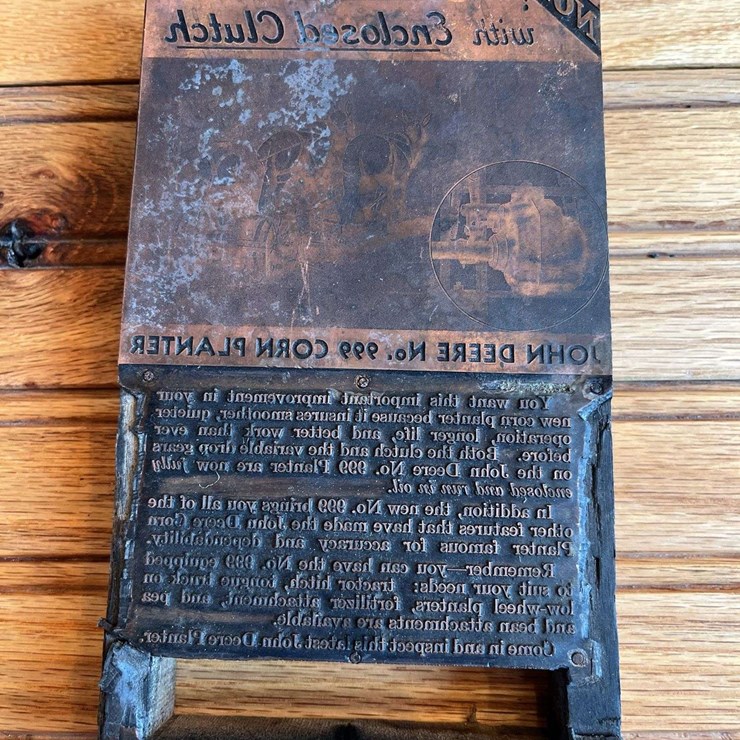 NOW
with Enclosed Clutch
JOHN DEERE No. 999 CORN PLANTER
You want this important improvement in your
new corn planter because it insures smoother, quieter
operation, longer life, and better work than ever
before. Both the clutch and the variable drop gears
on the John Deere No. 999 Planter are now fully
enclosed and run in oil.
In addition, the new No. 999 brings you all of the
other features that have made the John Deere Corn
Planter famous for accuracy and dependability.
Remember—you can have the No. 999 equipped
to suit your needs: tractor hitch, tongue truck on
low-wheel planters, fertilizer attachment, and pea
and bean attachments are available.
Come in and inspect this latest John Deere Planter.